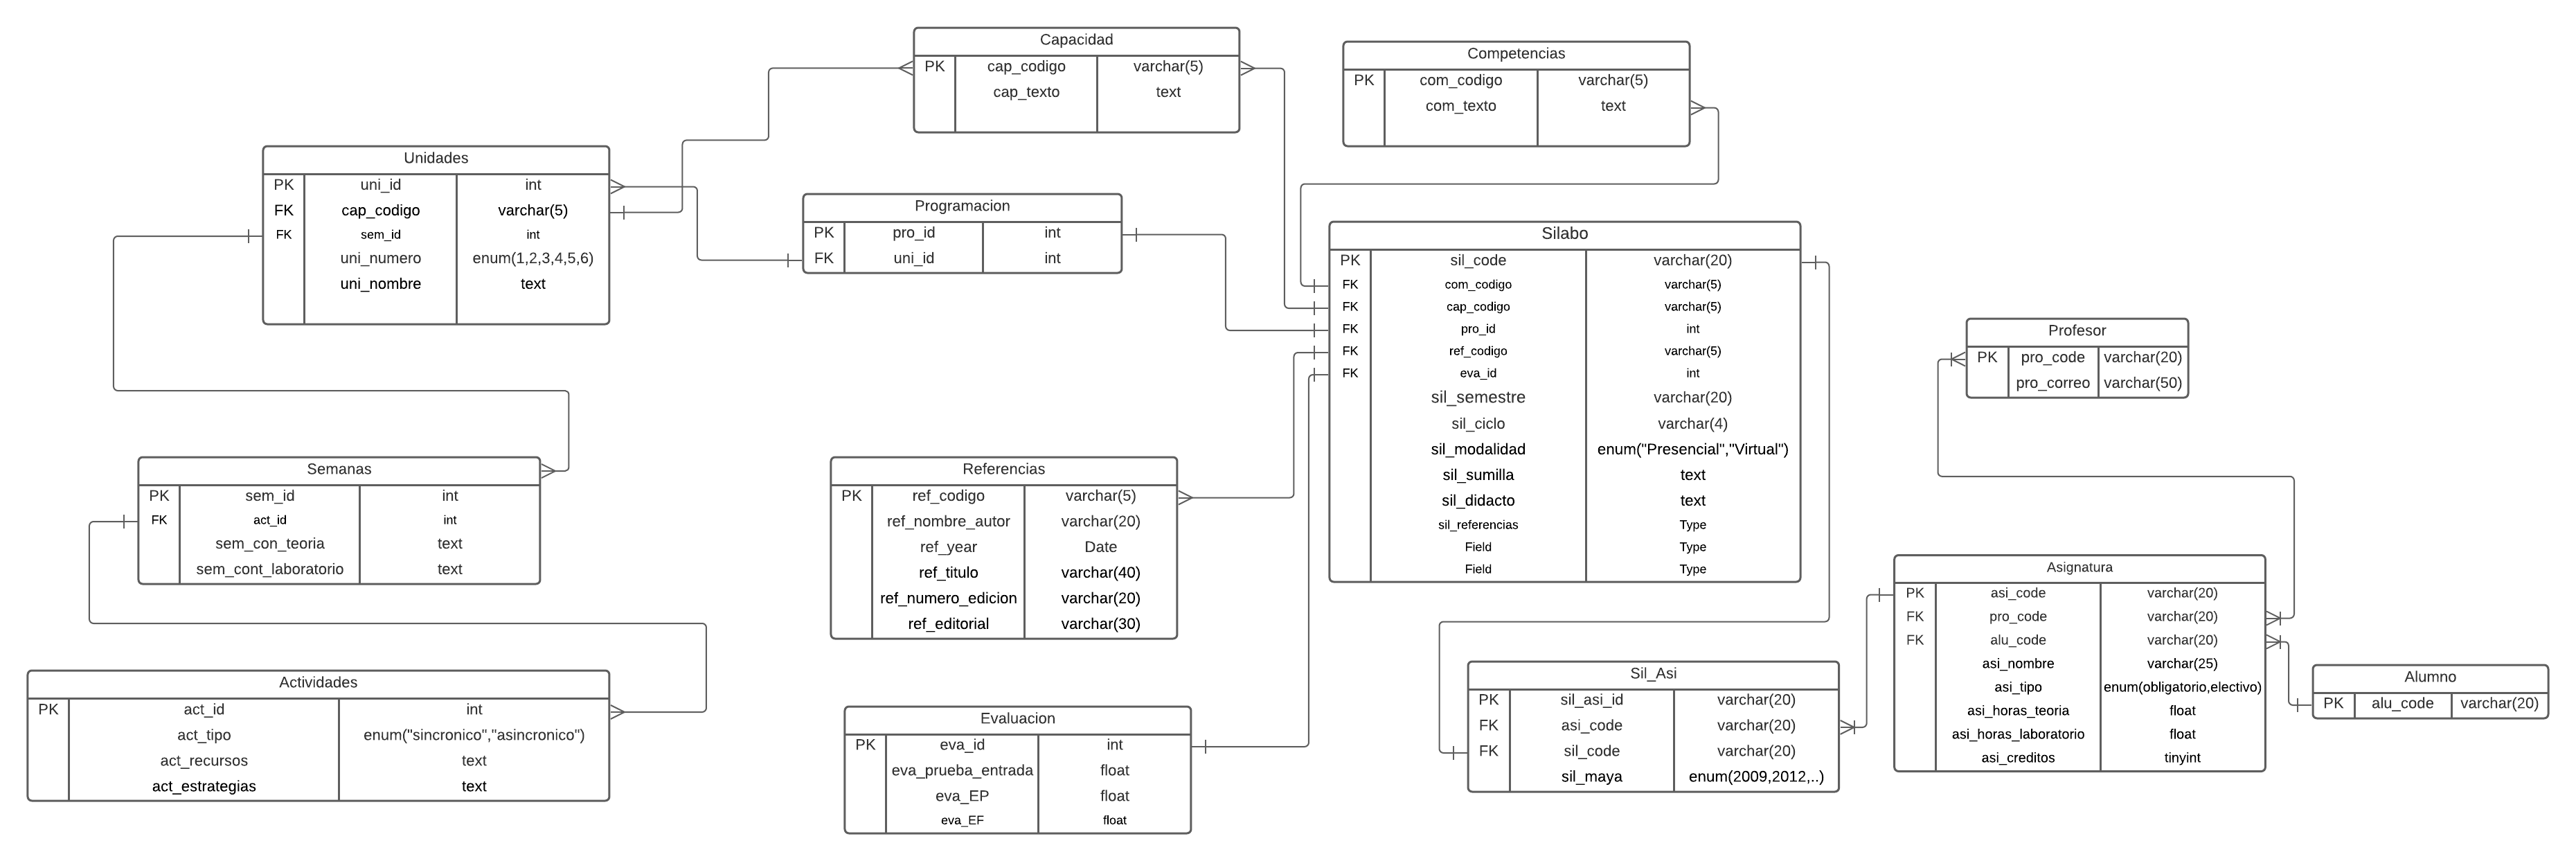 Capacidad
PK cap_codigo varchar(5)
cap_texto text
Competencias
PK com_codigo varchar(5)
com_texto text
Unidades
PK uni_id int
FK cap_codigo varchar(5)
FK sem_id int
uni_numero enum(1,2,3,4,5,6)
uni_nombre text
Programacion
PK pro_id int
FK uni_id int
Silabo
PK sil_code varchar(20)
FK com_codigo varchar(5)
FK cap_codigo varchar(5)
FK pro_id int
FK ref_codigo varchar(5)
FK eva_id int
sil_semestre varchar(20)
sil_ciclo varchar(4)
sil_modalidad enum("Presencial","Virtual")
sil_sumilla text
sil_didacto text
sil_referencias Type
Field Type
Field Type
Profesor
PK pro_code varchar(20)
pro_correo varchar(50)
Semanas
PK sem_id int
FK act_id int
sem_con_teoria text
sem_cont_laboratorio text
Referencias
PK ref_codigo varchar(5)
ref_nombre_autor varchar(20)
ref_year Date
ref_titulo varchar(40)
ref_numero_edicion varchar(20)
ref_editorial varchar(30)
Asignatura
PK asi_code varchar(20)
FK pro_code varchar(20)
FK alu_code varchar(20)
asi_nombre varchar(25)
asi_tipo enum(obligatorio,electivo)
asi_horas_teoria float
asi_horas_laboratorio float
asi_creditos tinyint
Actividades
PK act_id int
act_tipo enum("sincronico","asincronico")
act_recursos text
act_estrategias text
Evaluacion
PK eva_id int
eva_prueba_entrada float
eva_EP float
eva_EF float
Sil_Asi
PK sil_asi_id varchar(20)
FK asi_code varchar(20)
FK sil_code varchar(20)
sil_maya enum(2009,2012,..)
Alumno
PK alu_code varchar(20)